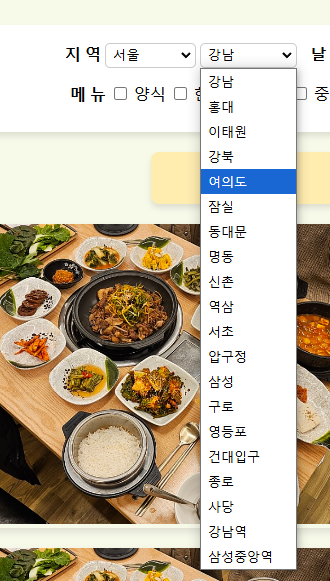 지 역 서울 강남 날
메 뉴 양식 중
강남
홍대
이태원
강북
여의도
잠실
동대문
명동
신촌
역삼
서초
압구정
삼성
구로
영등포
건대입구
종로
사당
강남역
삼성중앙역